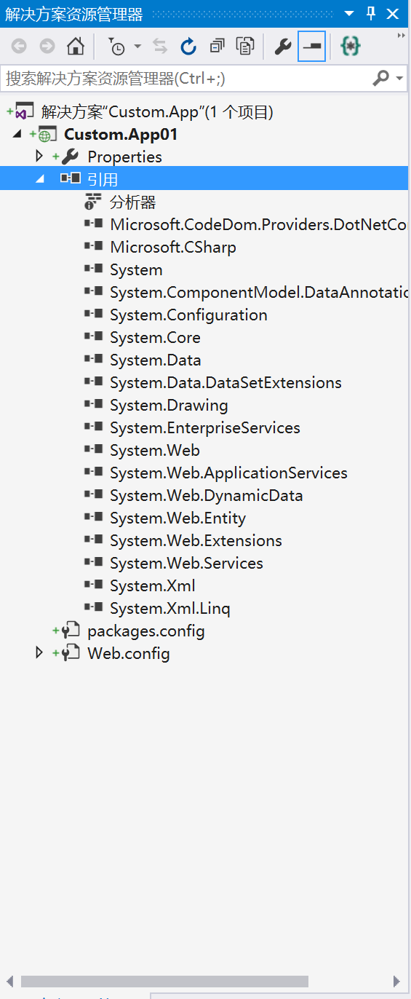 解决方案资源管理器
搜索解决方案资源管理器(Ctrl+;)
解决方案“Custom.App”(1 个项目)
Custom.App01
Properties
引用
分析器
Microsoft.CodeDom.Providers.DotNetCo
Microsoft.CSharp
System
System.ComponentModel.DataAnnotatio
System.Configuration
System.Core
System.Data
System.Data.DataSetExtensions
System.Drawing
System.EnterpriseServices
System.Web
System.Web.ApplicationServices
System.Web.DynamicData
System.Web.Entity
System.Web.Extensions
System.Web.Services
System.Xml
System.Xml.Linq
packages.config
Web.config